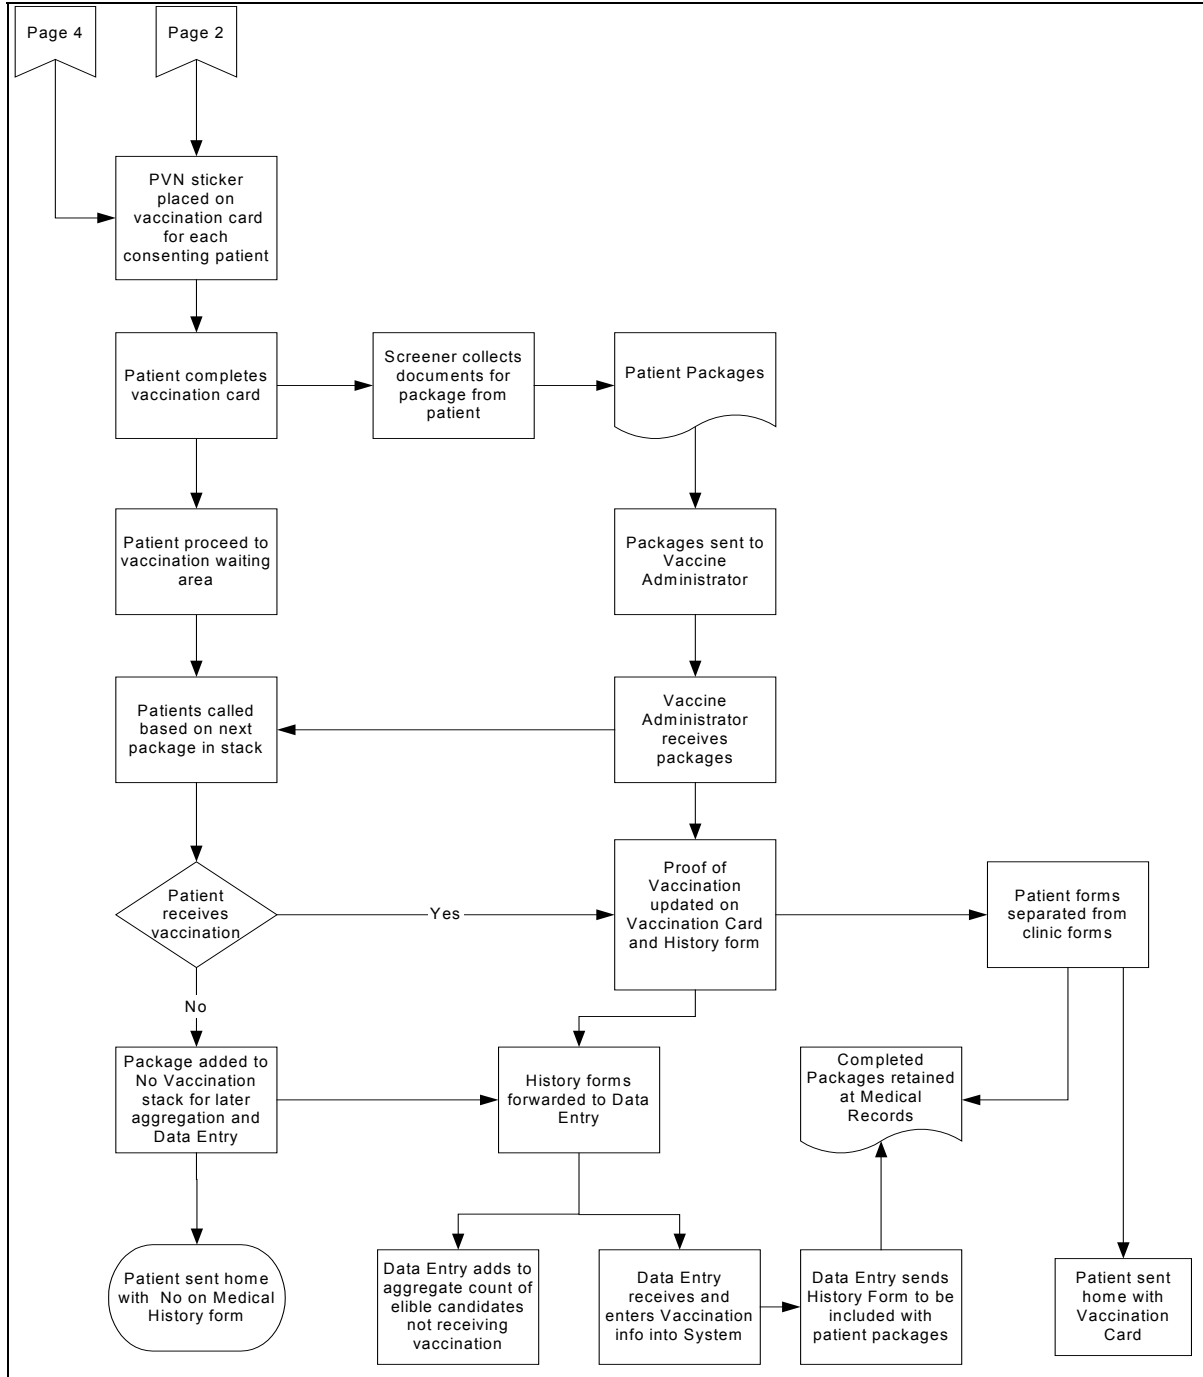 Page 4
Page 2
PVN sticker
placed on
vaccination card
for each
consenting patient
Patient completes
vaccination card
Screener collects
documents for
package from
patient
Patient Packages
Patient proceed to
vaccination waiting
area
Packages sent to
Vaccine
Administrator
Patients called
based on next
package in stack
Vaccine
Administrator
receives
packages
Patient
receives
vaccination
Yes
Proof of
Vaccination
updated on
Vaccination Card
and History form
Patient forms
separated from
clinic forms
No
Package added to
No Vaccination
stack for later
aggregation and
Data Entry
History forms
forwarded to Data
Entry
Completed
Packages retained
at Medical
Records
Patient sent home
with No on Medical
History form
Data Entry adds to
aggregate count of
elible candidates
not receiving
vaccination
Data Entry
receives and
enters Vaccination
info into System
Data Entry sends
History Form to be
included with
patient packages
Patient sent
home with
Vaccination
Card